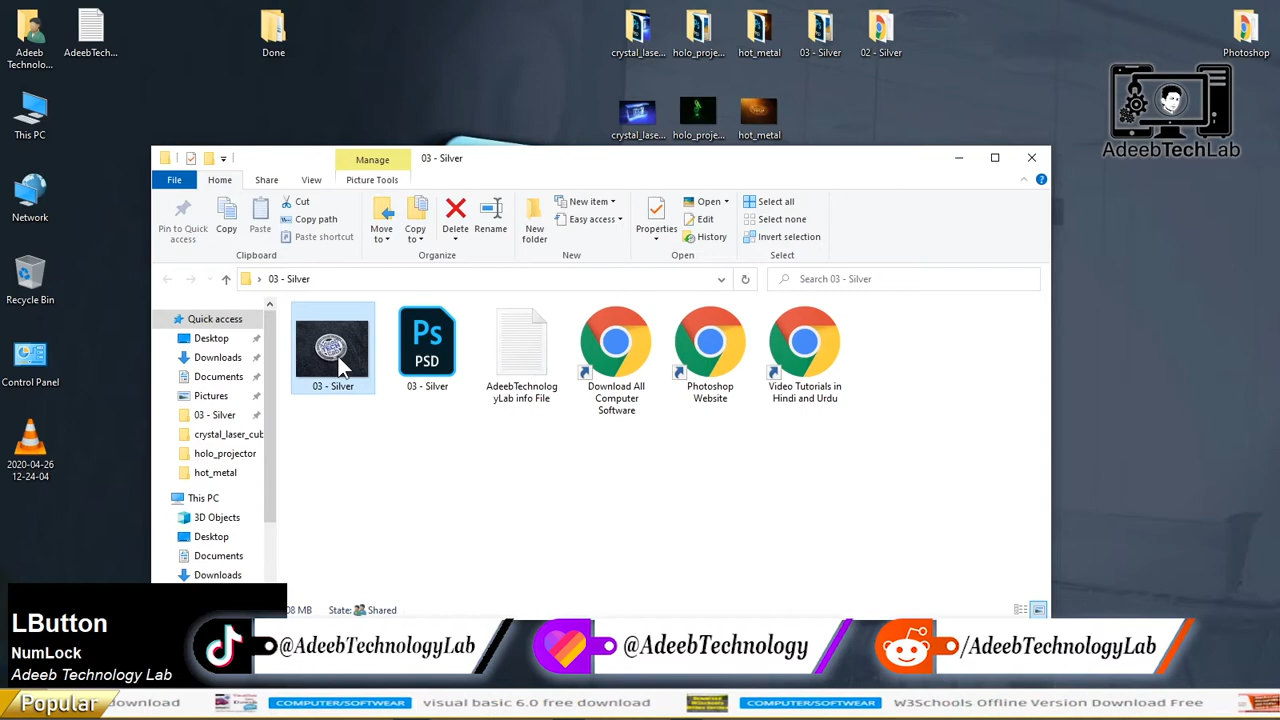 Adeeb
Technolo...
AdeebTech...
Done
crystal_lase...
holo_proje...
hot_metal
03 - Silver
02 - Silver
Photoshop
This PC
crystal_lase...
holo_proje...
hot_metal
AdeebTechLab
Network
Recycle Bin
Control Panel
2020-04-26
12-24-04
Manage
03 - Silver
File
Home
Share
View
Picture Tools
Pin to Quick
access
Copy
Paste
Cut
Copy path
Paste shortcut
Clipboard
Move
to
Copy
to
Delete
Rename
Organize
New
folder
New item
Easy access
New
Properties
Open
Edit
History
Open
Select all
Select none
Invert selection
Select
03 - Silver
Search 03 - Silver
Quick access
Desktop
Downloads
Documents
Pictures
03 - Silver
crystal_laser_cub
holo_projector
hot_metal
This PC
3D Objects
Desktop
Documents
Downloads
03 - Silver
Ps
PSD
03 - Silver
AdeebTechnolog
yLab info File
Download All
Computer
Software
Photoshop
Website
Video Tutorials in
Hindi and Urdu
08 MB
State:
Shared
LButton
NumLock
Adeeb Technology Lab
@AdeebTechnologyLab
@AdeebTechnology
/AdeebTechnologyLab
Popular
download
COMPUTER/SOFTWEAR
visual basic 6.0 free download
COMPUTER/SOFTWEAR
W3Schools Offline Version Download Free